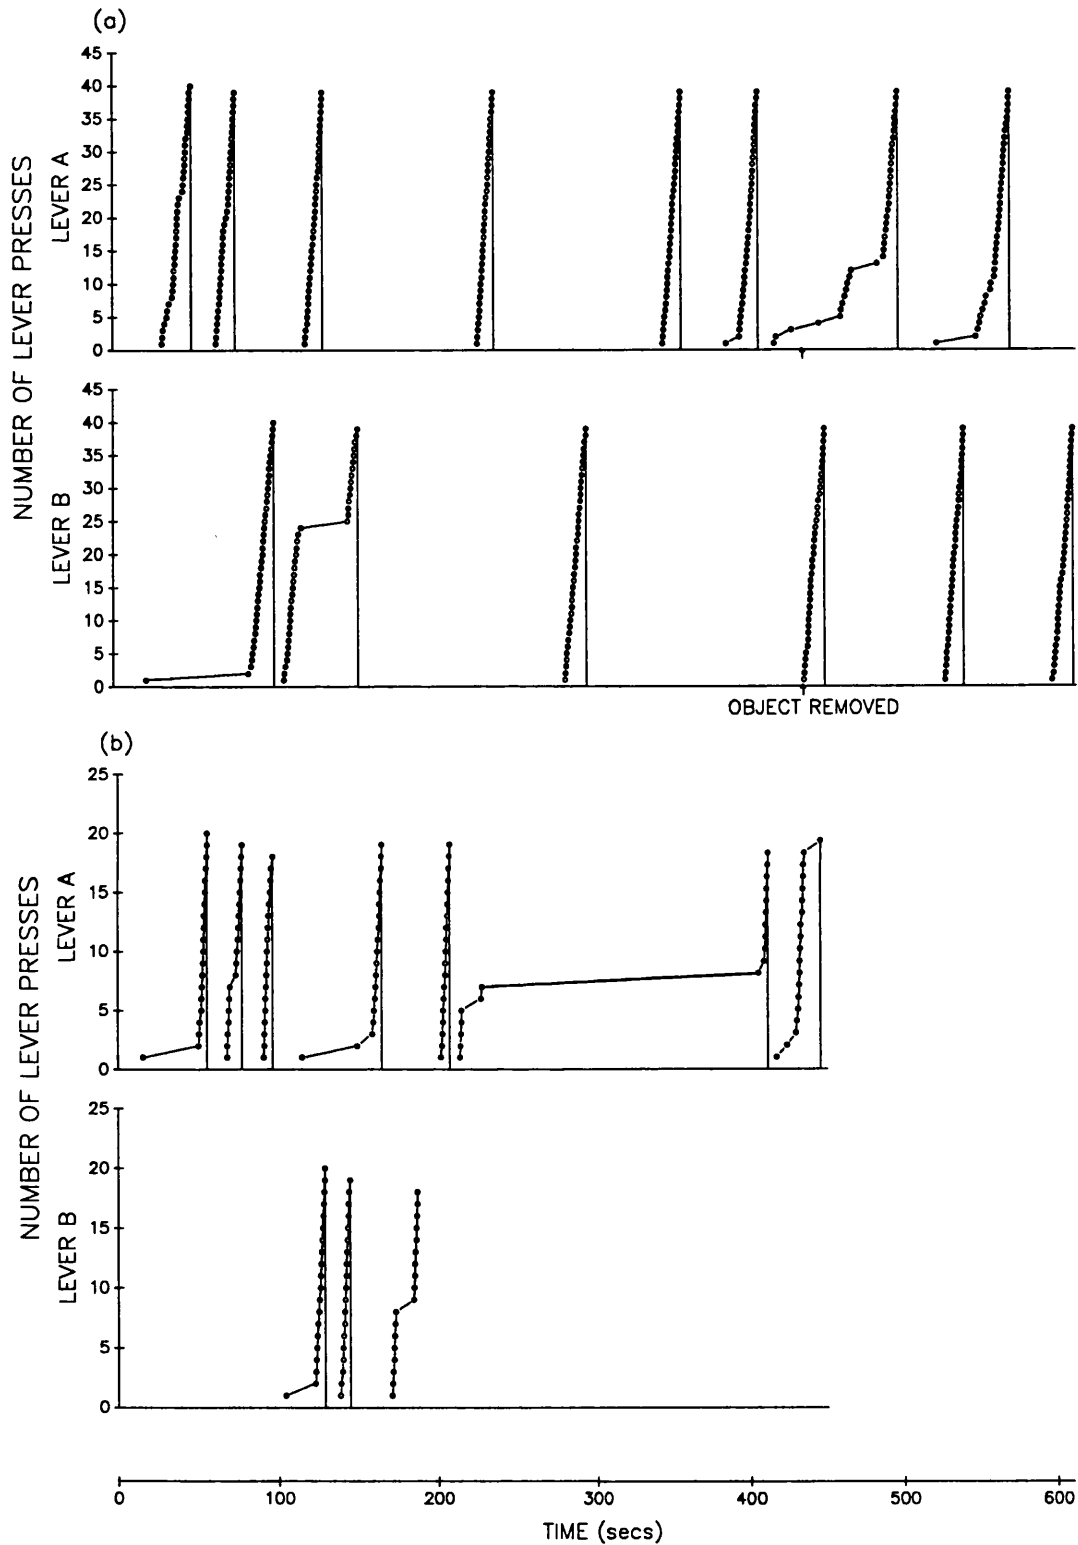 (a)
NUMBER OF LEVER PRESSES
LEVER A
45
40
35
30
25
20
15
10
5
0
LEVER B
45
40
35
30
25
20
15
10
5
0
OBJECT REMOVED
(b)
NUMBER OF LEVER PRESSES
LEVER A
25
20
15
10
5
0
LEVER B
25
20
15
10
5
0
0 100 200 300 400 500 600
TIME (secs)